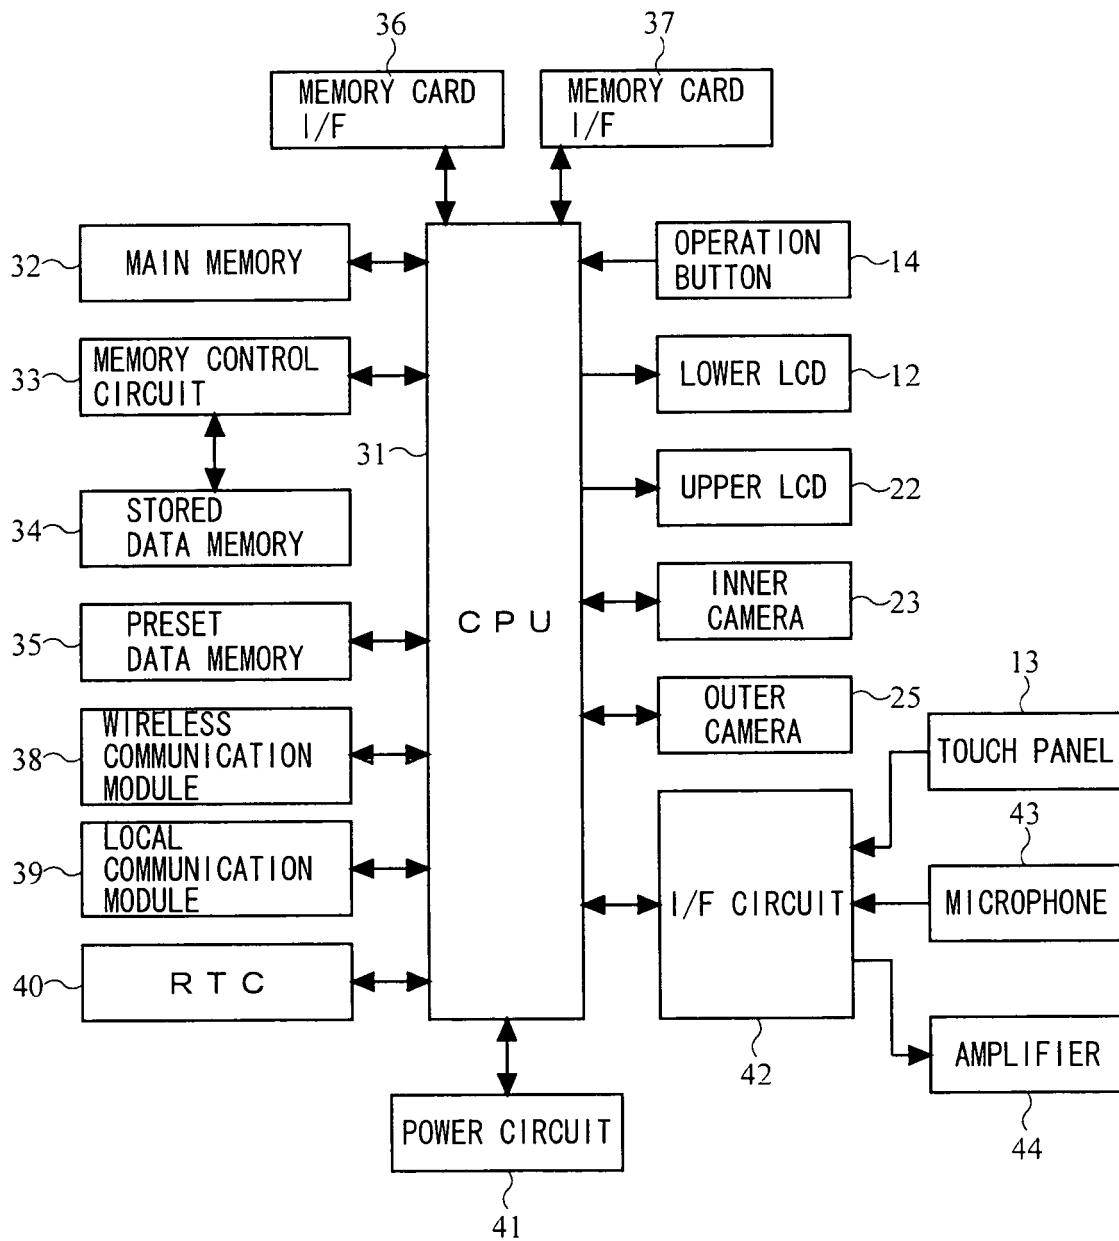 36
37
MEMORY CARD
I/F
MEMORY CARD
I/F
32
MAIN MEMORY
OPERATION
BUTTON
14
33
MEMORY CONTROL
CIRCUIT
LOWER LCD
12
31
34
STORED
DATA MEMORY
UPPER LCD
22
CPU
INNER
CAMERA
23
35
PRESET
DATA MEMORY
OUTER
CAMERA
25
13
TOUCH PANEL
38
WIRELESS
COMMUNICATION
MODULE
39
LOCAL
COMMUNICATION
MODULE
I/F CIRCUIT
43
MICROPHONE
40
RTC
42
AMPLIFIER
44
POWER CIRCUIT
41